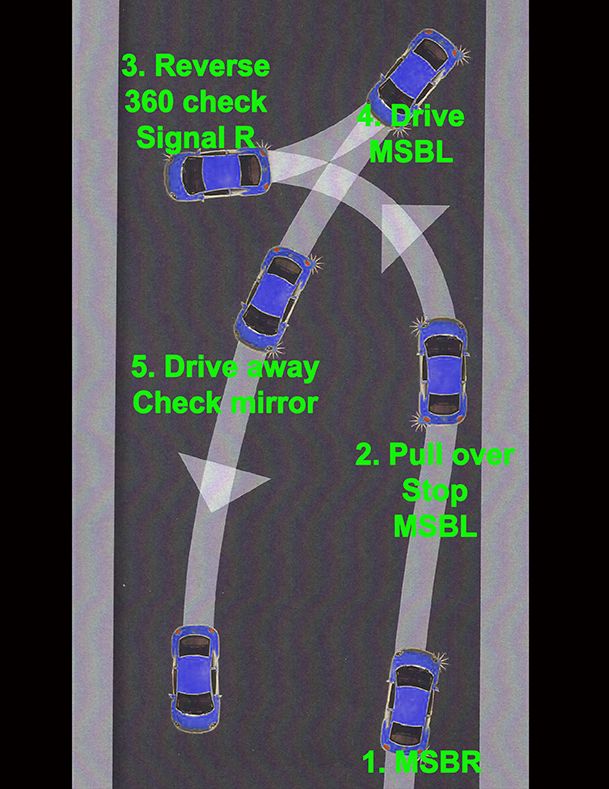 3. Reverse
360 check
Signal R
4. Drive
MSBL
5. Drive away
Check mirror
2. Pull over
Stop
MSBL
1. MSBR